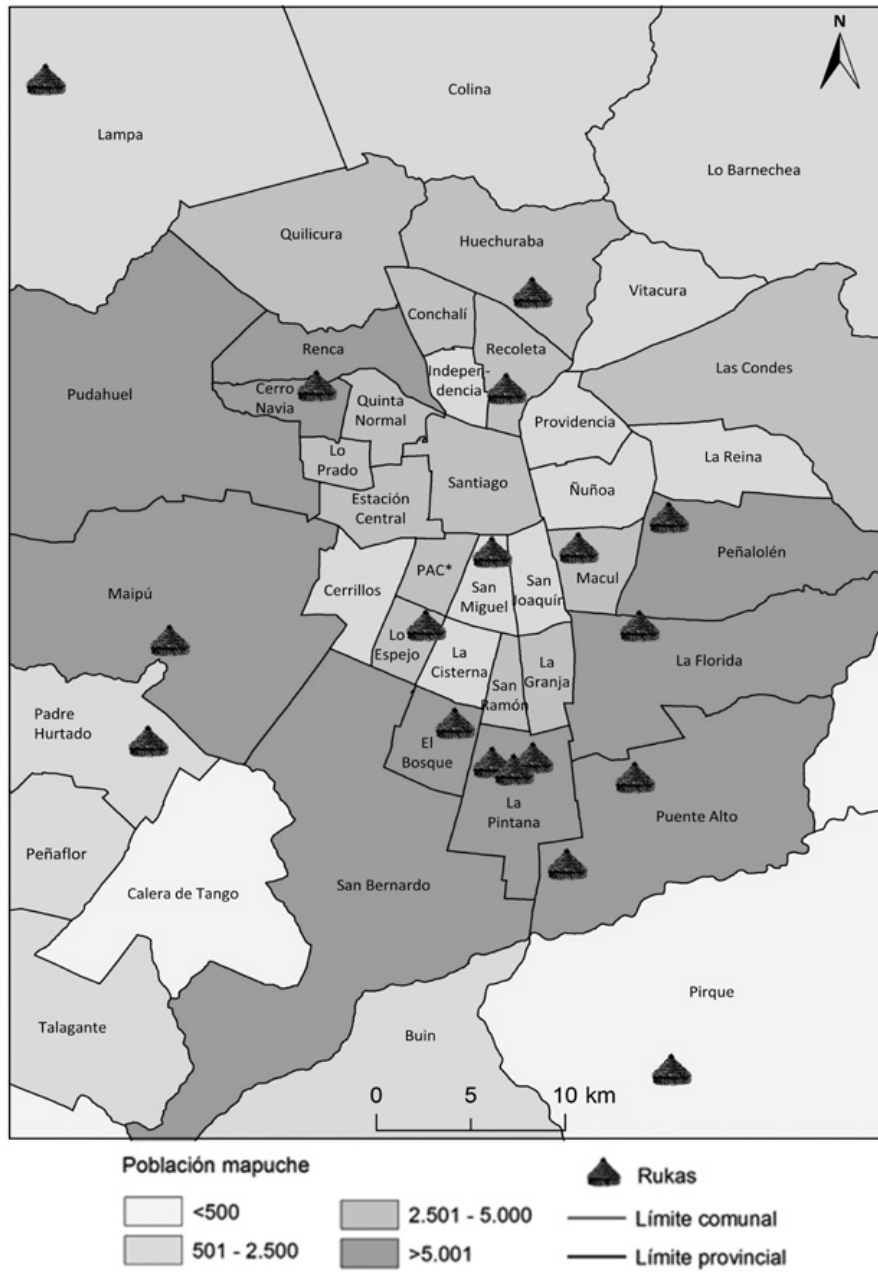 N
Colina
Lampa
Lo Barnechea
Quilicura
Huechuraba
Vitacura
Conchalí
Renca
Recoleta
Indepen-
dencia
Las Condes
Pudahuel
Cerro
Navia
Quinta
Normal
Providencia
Lo
Prado
La Reina
Santiago
Ñuñoa
Estación
Central
Peñalolén
PAC*
Macul
Cerrillos
San
Miguel
San
Joaquín
Maipú
Lo
Espejo
La
Cisterna
La
Granja
La Florida
San
Ramón
Padre
Hurtado
El
Bosque
La
Pintana
Puente Alto
Peñaflor
Calera de Tango
San Bernardo
Pirque
Talagante
Buin
0 5 10 km
Población mapuche
<500
501 - 2.500
2.501 - 5.000
>5.001
Rukas
Límite comunal
Límite provincial